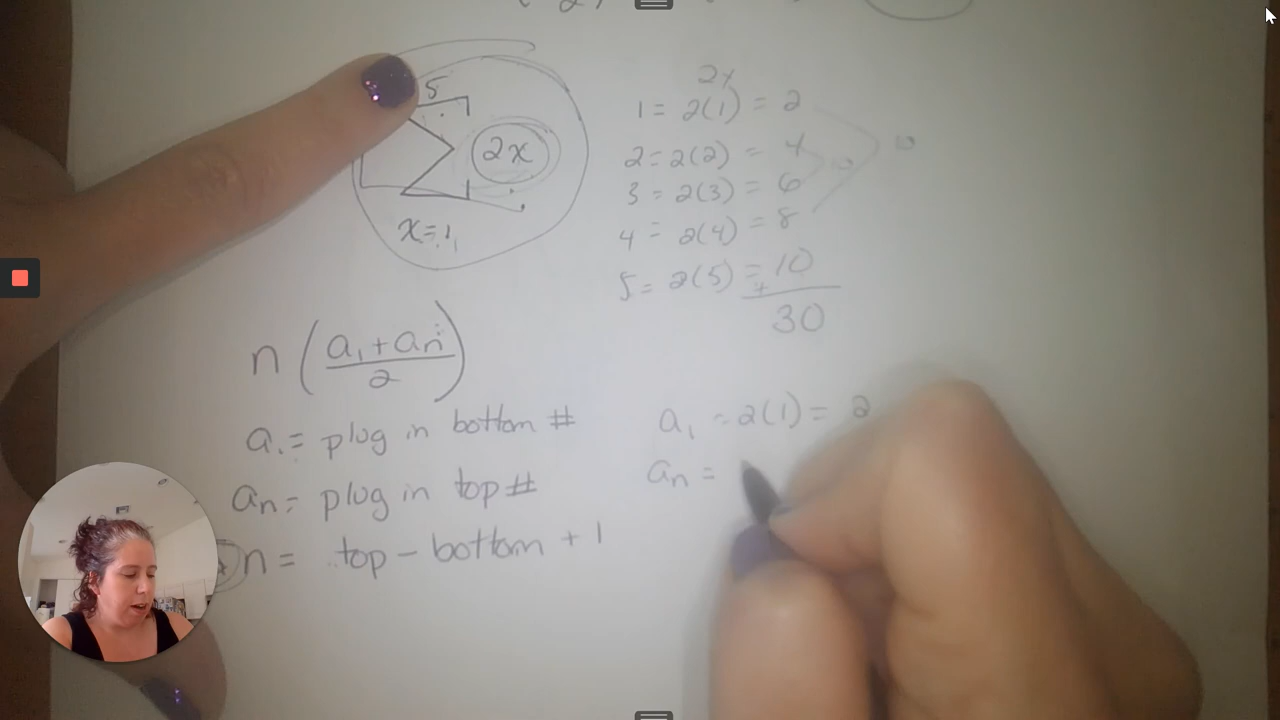 5
2x
x=1
2x
1 = 2(1) = 2
2 = 2(2) = 4
3 = 2(3) = 6
4 = 2(4) = 8
5 = 2(5) = 10
+
30
10
10
n(a₁ + aₙ / 2)
a₁ = plug in bottom #
aₙ = plug in top #
n = top - bottom + 1
a₁ = 2(1) = 2
aₙ =